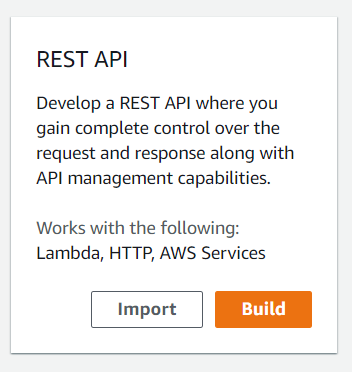 REST API
Develop a REST API where you
gain complete control over the
request and response along with
API management capabilities.
Works with the following:
Lambda, HTTP, AWS Services
Import
Build